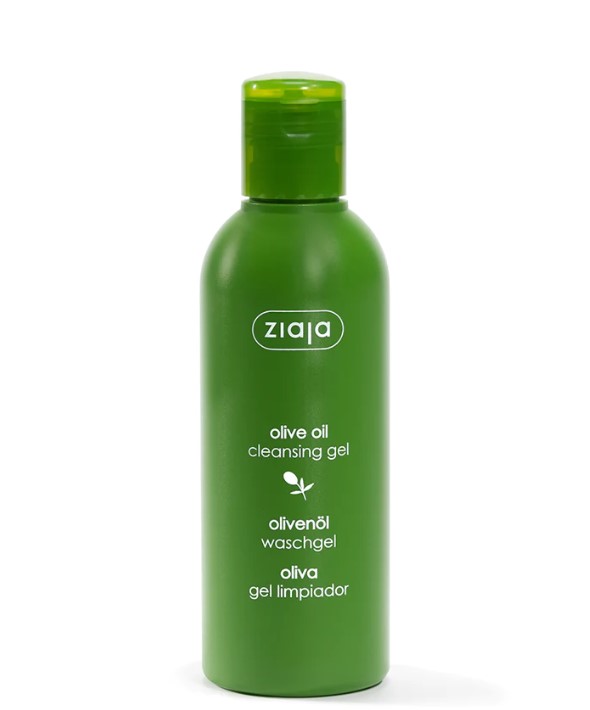 ziaja
olive oil
cleansing gel
olivenöl
waschgel
oliva
gel limpiador